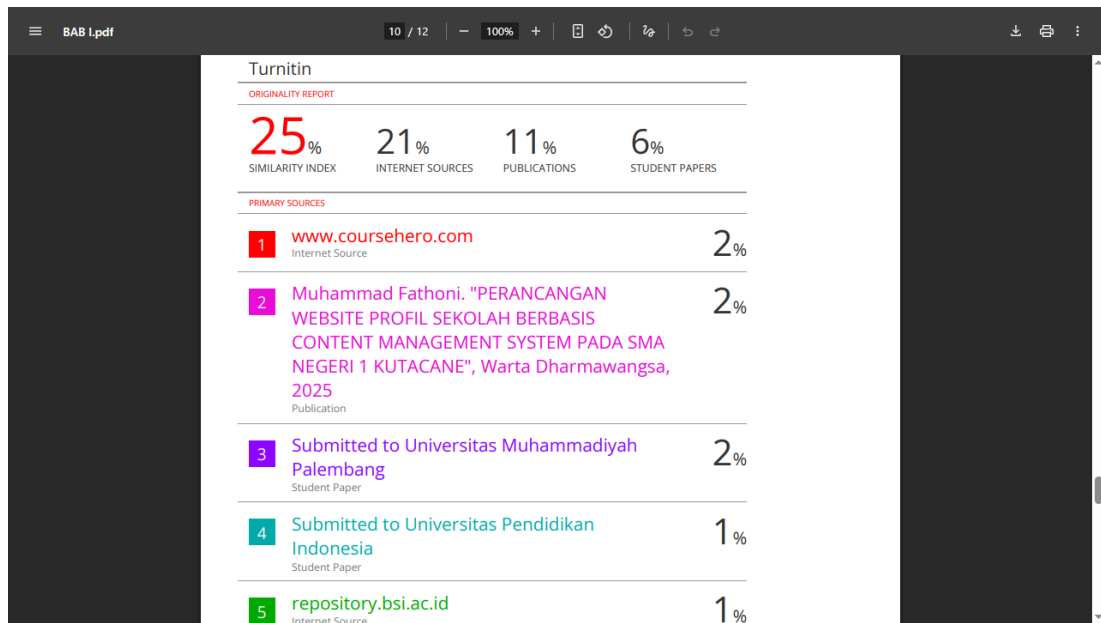 BAB I.pdf
10 / 12
100%
Turnitin
ORIGINALITY REPORT
25%
21%
11%
6%
SIMILARITY INDEX
INTERNET SOURCES
PUBLICATIONS
STUDENT PAPERS
PRIMARY SOURCES
1
www.coursehero.com
Internet Source
2%
2
Muhammad Fathoni. "PERANCANGAN
WEBSITE PROFIL SEKOLAH BERBASIS
CONTENT MANAGEMENT SYSTEM PADA SMA
NEGERI 1 KUTACANE", Warta Dharmawangsa,
2025
Publication
2%
3
Submitted to Universitas Muhammadiyah
Palembang
Student Paper
2%
4
Submitted to Universitas Pendidikan
Indonesia
Student Paper
1%
5
repository.bsi.ac.id
Internet Source
1%